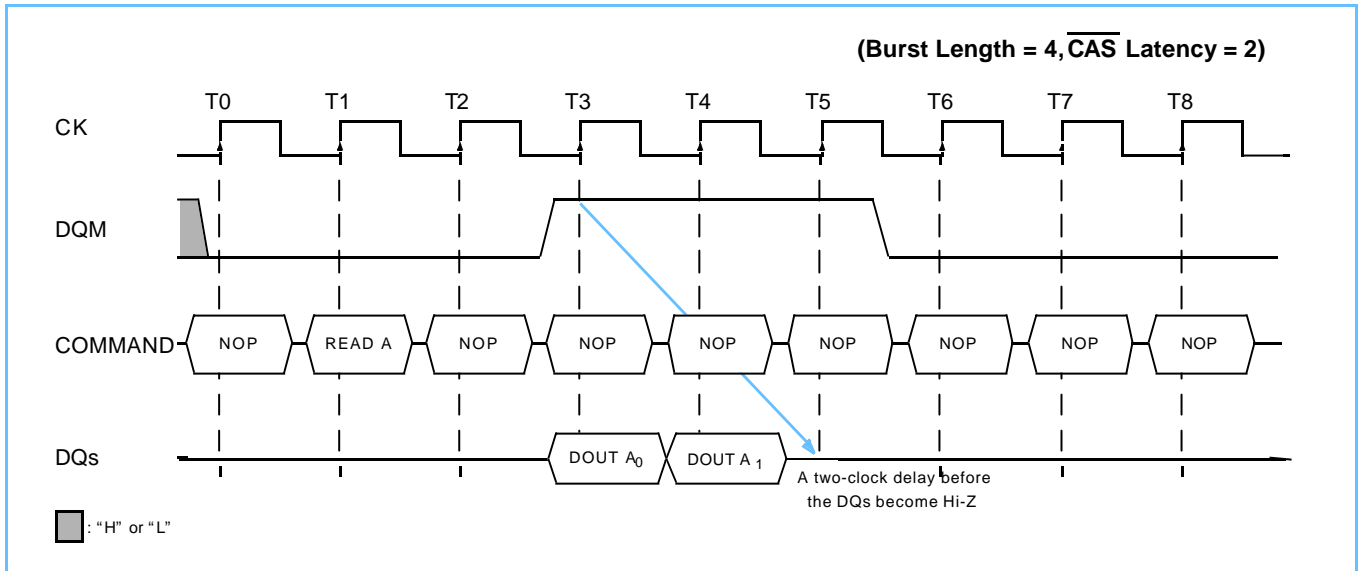 (Burst Length = 4, CAS Latency = 2)
T0 T1 T2 T3 T4 T5 T6 T7 T8
CK
DQM
COMMAND NOP READ A NOP NOP NOP NOP NOP NOP NOP
DQs DOUT A0 DOUT A1
A two-clock delay before
the DQs become Hi-Z
: “H” or “L”